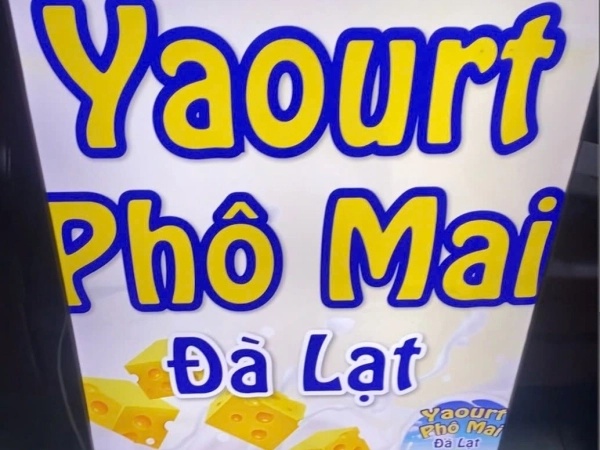 Yaourt
Phô Mai
Đà Lạt
Yaourt
Phô Mai
Đà Lạt